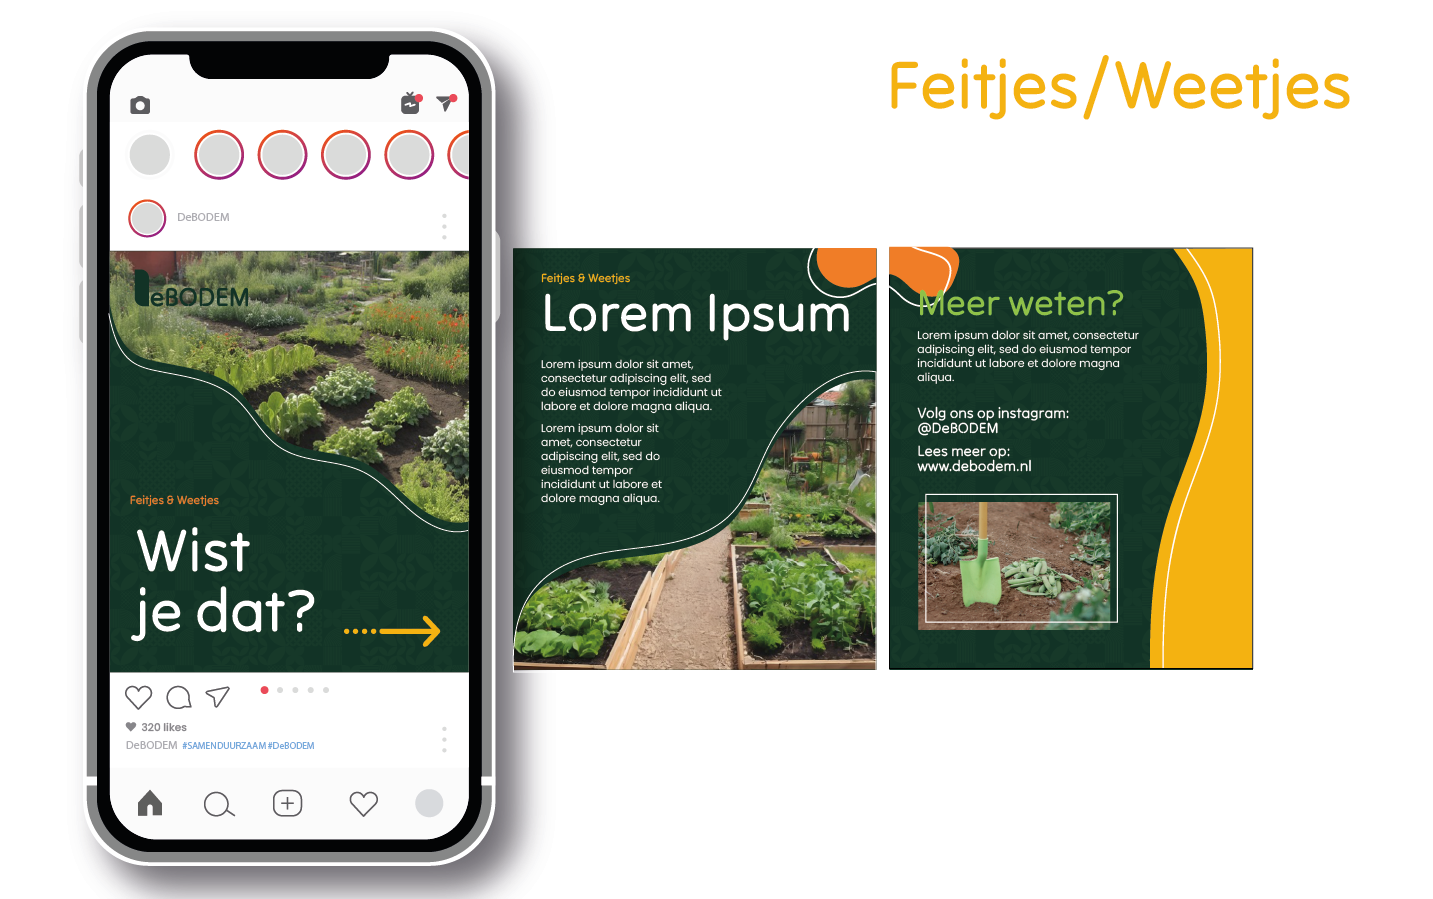 Feitjes/Weetjes
DeBODEM
DeBODEM
Feitjes & Weetjes
Wist
je dat?
320 likes
DeBODEM #SAMENDUURZAAM #DeBODEM
Feitjes & Weetjes
Lorem Ipsum
Lorem ipsum dolor sit amet,
consectetur adipiscing elit, sed
do eiusmod tempor incididunt ut
labore et dolore magna aliqua.
Lorem ipsum dolor sit
amet, consectetur
adipiscing elit, sed do
eiusmod tempor
incididunt ut labore et
dolore magna aliqua.
Meer weten?
Lorem ipsum dolor sit amet, consectetur
adipiscing elit, sed do eiusmod tempor
incididunt ut labore et dolore magna
aliqua.
Volg ons op instagram:
@DeBODEM
Lees meer op:
www.debodem.nl